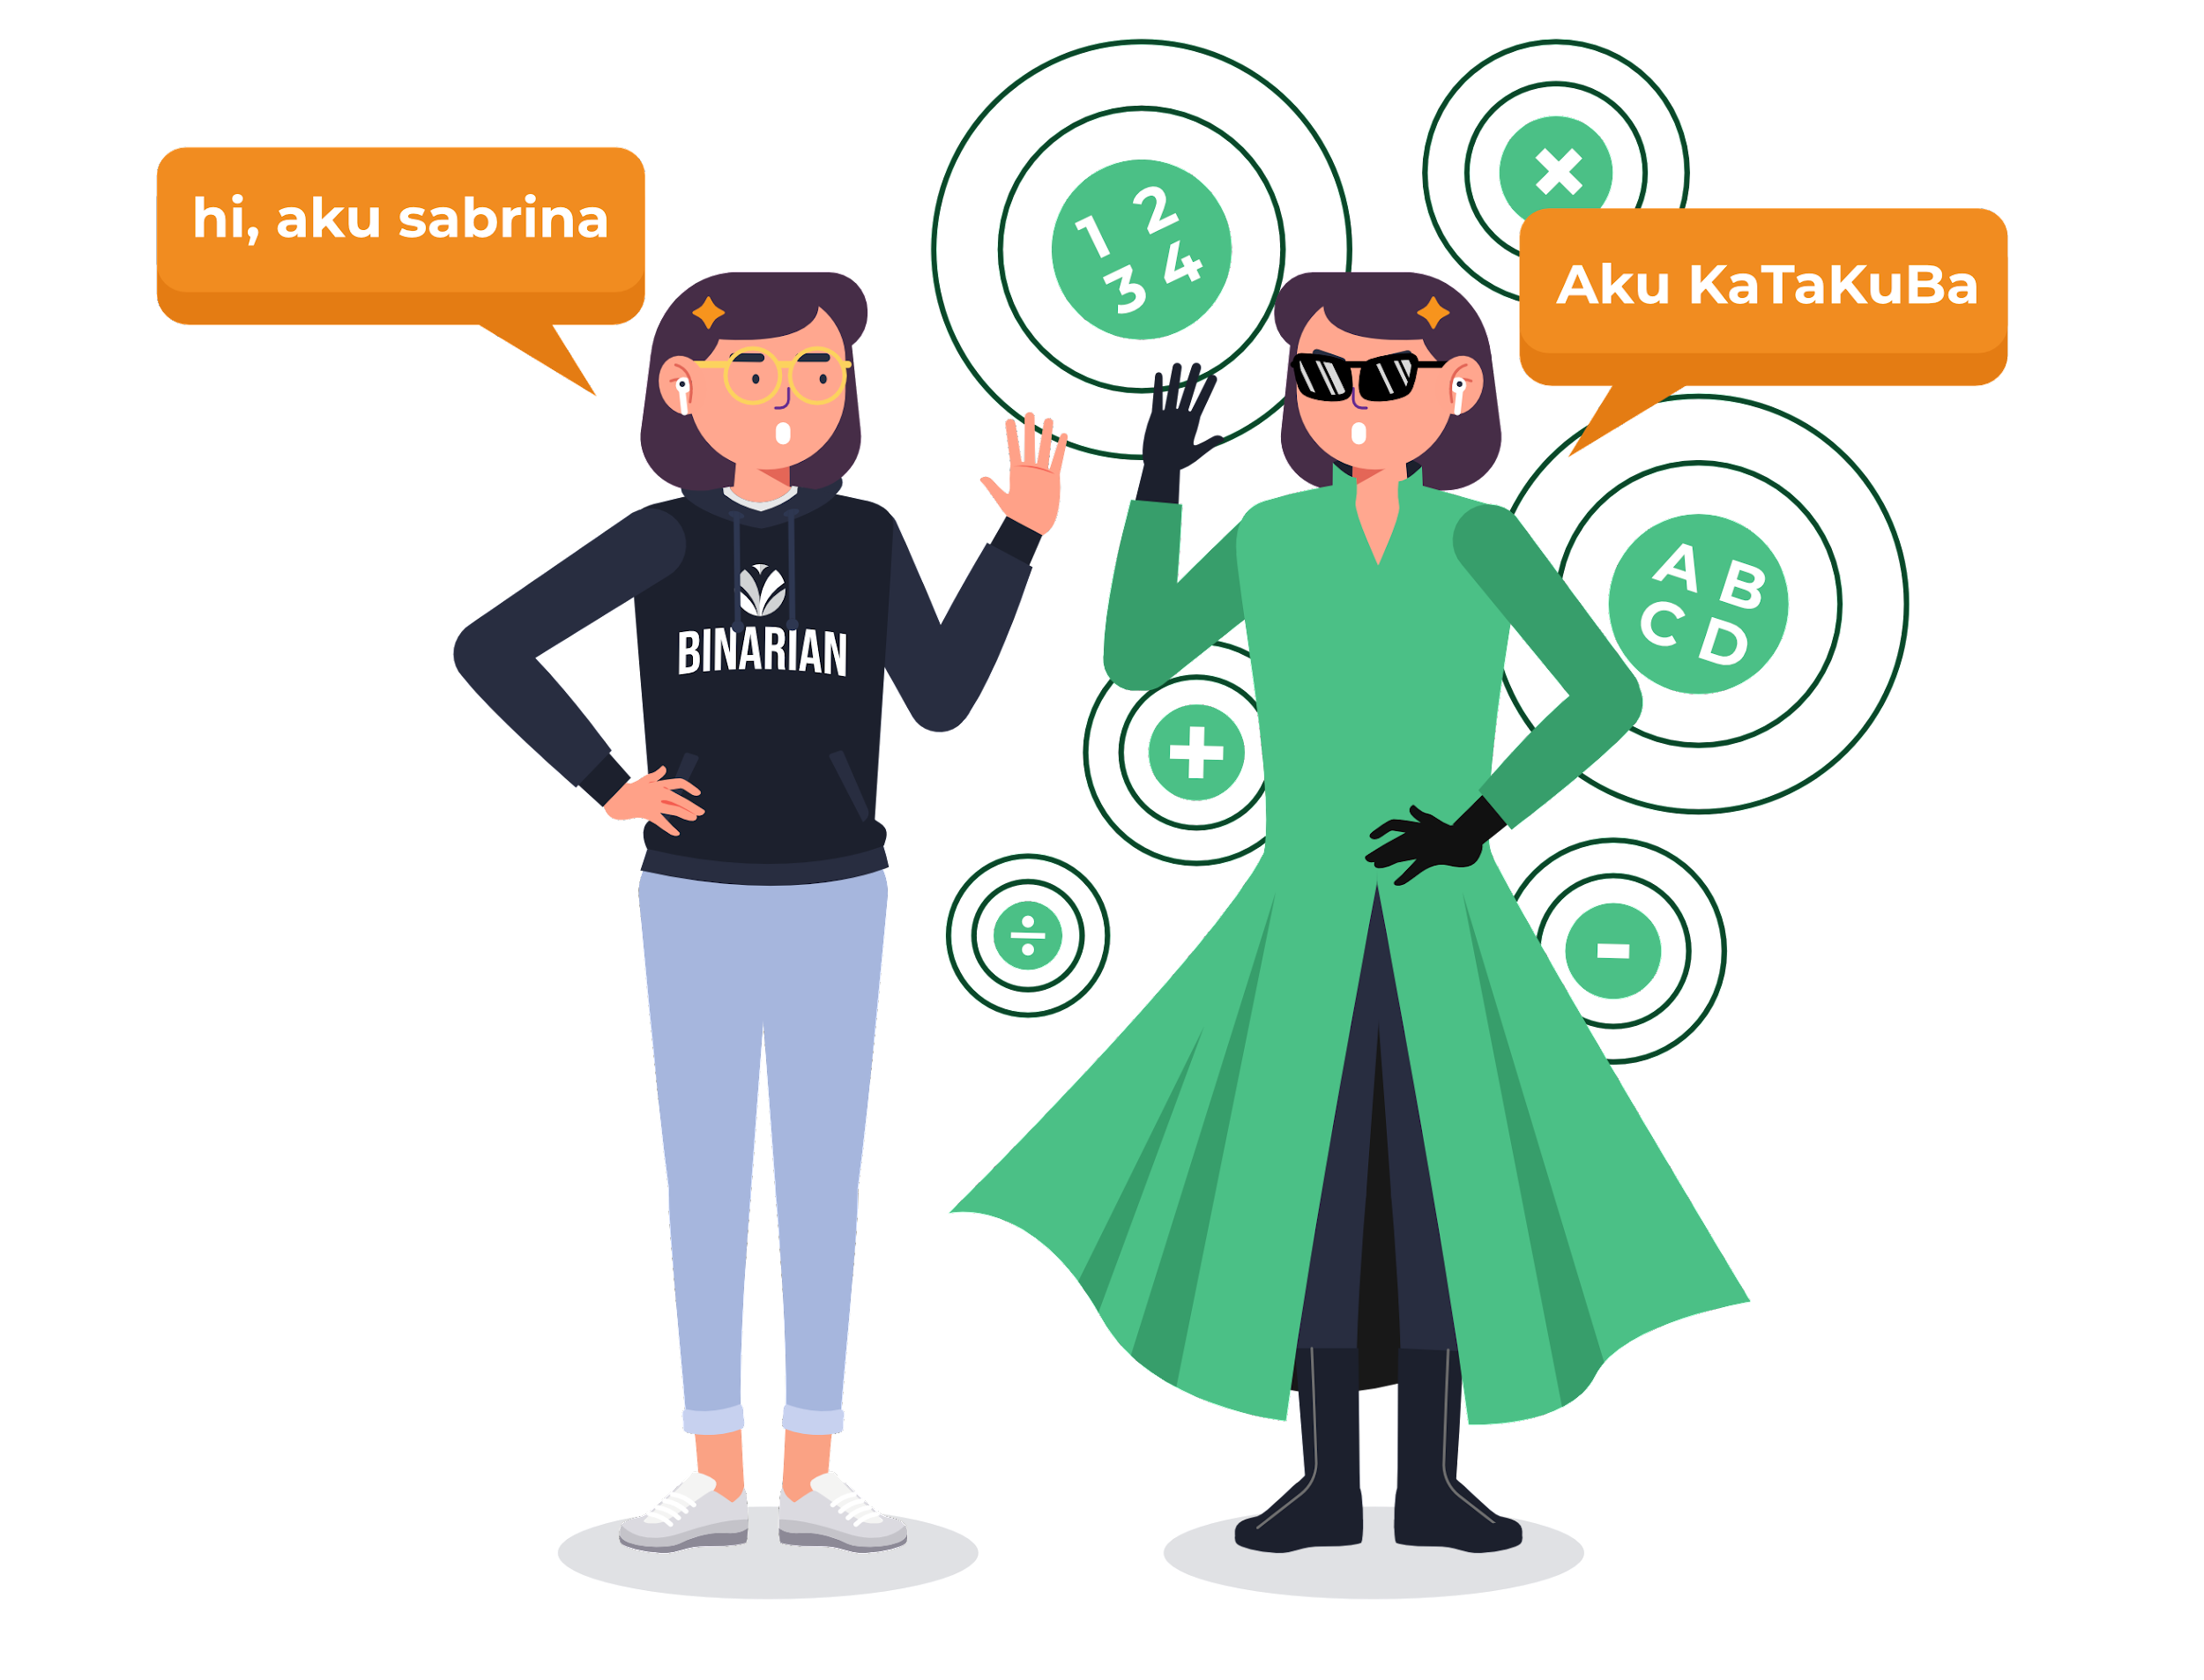 hi, aku sabrina
1 2
3 4
×
Aku KaTaKuBa
A B
C D
BINARIAN
+
÷
-